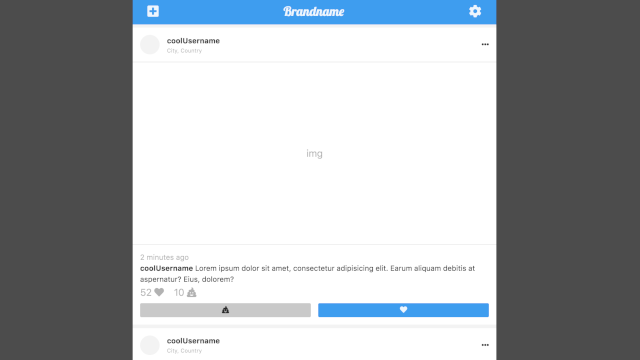 Brandname
coolUsername
City, Country
img
2 minutes ago
coolUsername Lorem ipsum dolor sit amet, consectetur adipisicing elit. Earum aliquam debitis at
aspernatur? Eius, dolorem?
52 10
coolUsername
City, Country